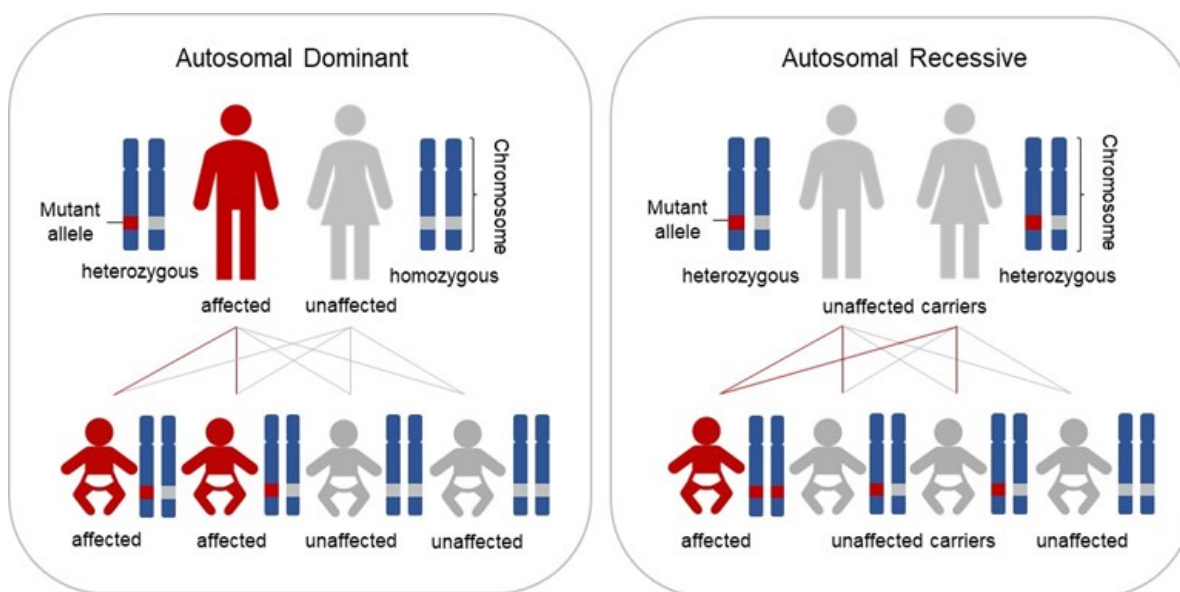 Autosomal Dominant
Mutant
allele
heterozygous
Chromosome
homozygous
affected
unaffected
affected
affected
unaffected
unaffected
Autosomal Recessive
Mutant
allele
heterozygous
Chromosome
heterozygous
unaffected carriers
affected
unaffected carriers
unaffected